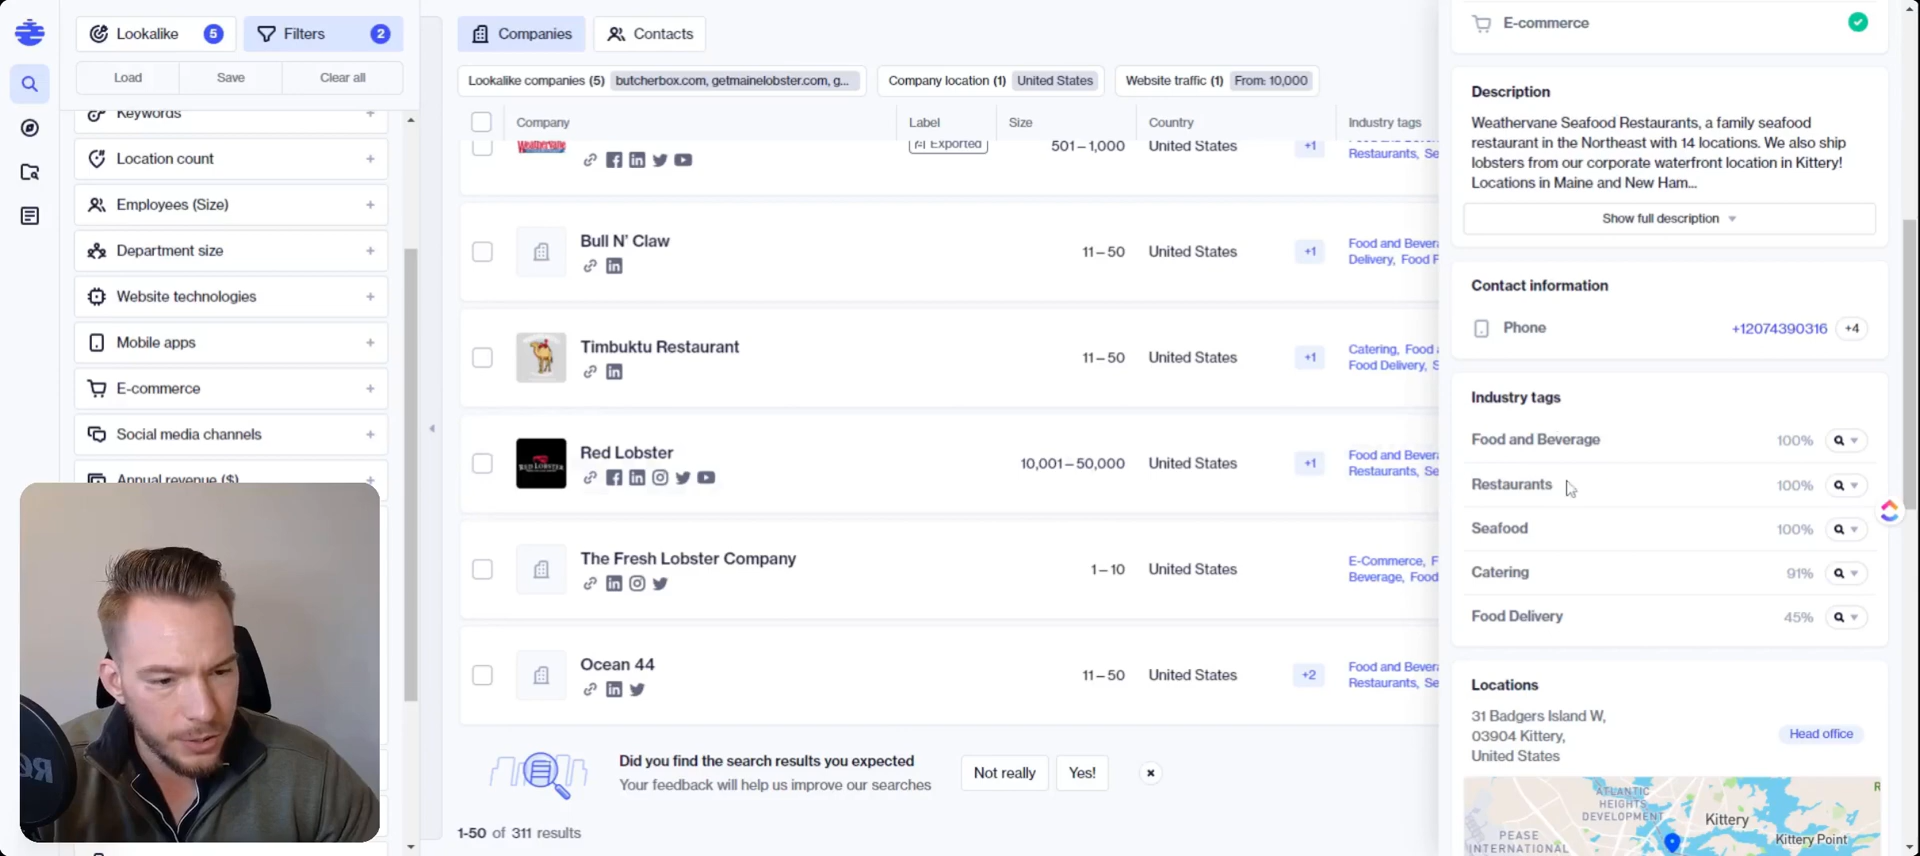 Lookalike 5
Filters 2
Load
Save
Clear all
Keywords
Location count
Employees (Size)
Department size
Website technologies
Mobile apps
E-commerce
Social media channels
Annual revenue ($)
Companies
Contacts
Lookalike companies (5) butcherbox.com, getmainelobster.com, g...
Company location (1) United States
Website traffic (1) From: 10,000
Company
Label
Size
Country
Industry tags
Weathervane
Exported
501–1,000
United States
+1
Restaurants, Se
Bull N' Claw
11–50
United States
+1
Food and Bevera
Delivery, Food F
Timbuktu Restaurant
11–50
United States
+1
Catering, Food a
Food Delivery, S
Red Lobster
RED LOBSTER
10,001–50,000
United States
+1
Food and Bevera
Restaurants, Se
The Fresh Lobster Company
1–10
United States
E-Commerce, F
Beverage, Food
Ocean 44
11–50
United States
+2
Food and Bevera
Restaurants, Se
Did you find the search results you expected
Your feedback will help us improve our searches
Not really
Yes!
1-50 of 311 results
E-commerce
Description
Weathervane Seafood Restaurants, a family seafood
restaurant in the Northeast with 14 locations. We also ship
lobsters from our corporate waterfront location in Kittery!
Locations in Maine and New Ham...
Show full description
Contact information
Phone
+12074390316
+4
Industry tags
Food and Beverage 100%
Restaurants 100%
Seafood 100%
Catering 91%
Food Delivery 45%
Locations
31 Badgers Island W,
03904 Kittery,
United States
Head office
ATLANTIC
HEIGHTS
DEVELOPMENT
Kittery
PEASE
INTERNATIONAL
Kittery Point